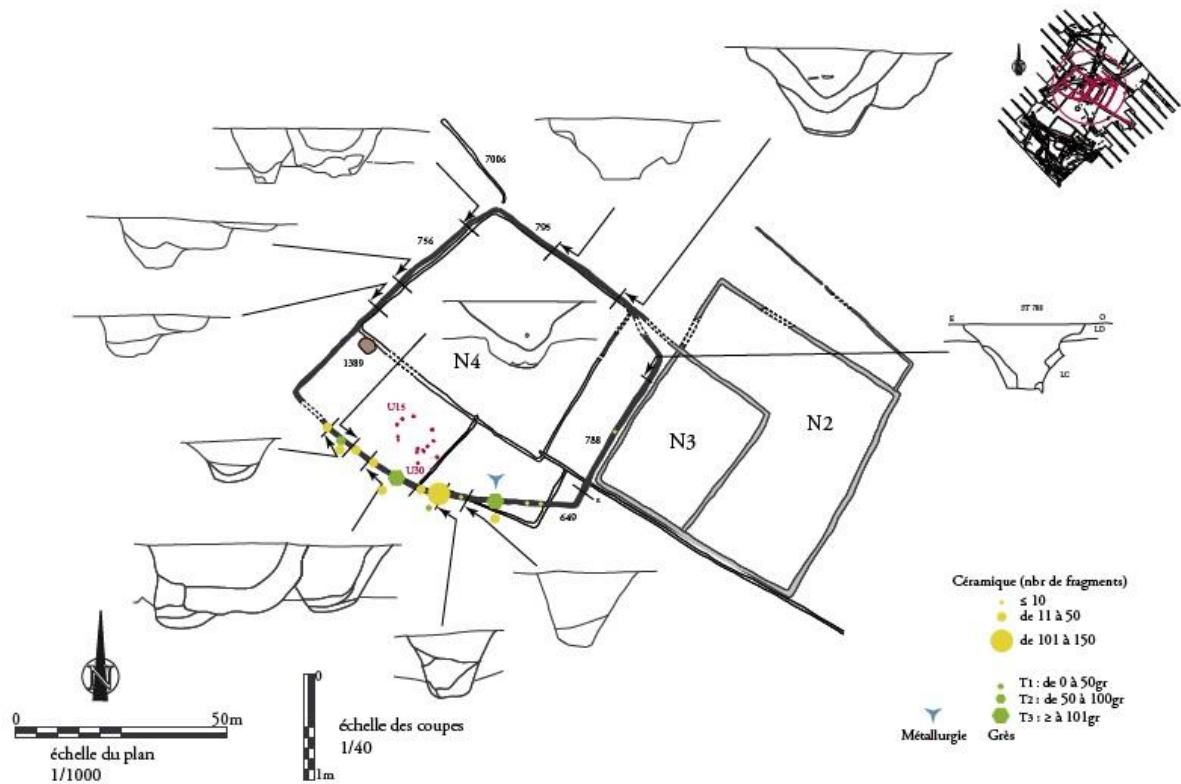 7006
795
756
ST 788
E
O
LD
LC
N4
1389
U15
U30
788
N3
N2
649
Céramique (nbr de fragments)
≤ 10
de 11 à 50
de 101 à 150
T1 : de 0 à 50gr
T2 : de 50 à 100gr
T3 : ≥ à 101gr
Métallurgie
Grès
N
0
50m
échelle du plan
1/1000
0
échelle des coupes
1/40
1m